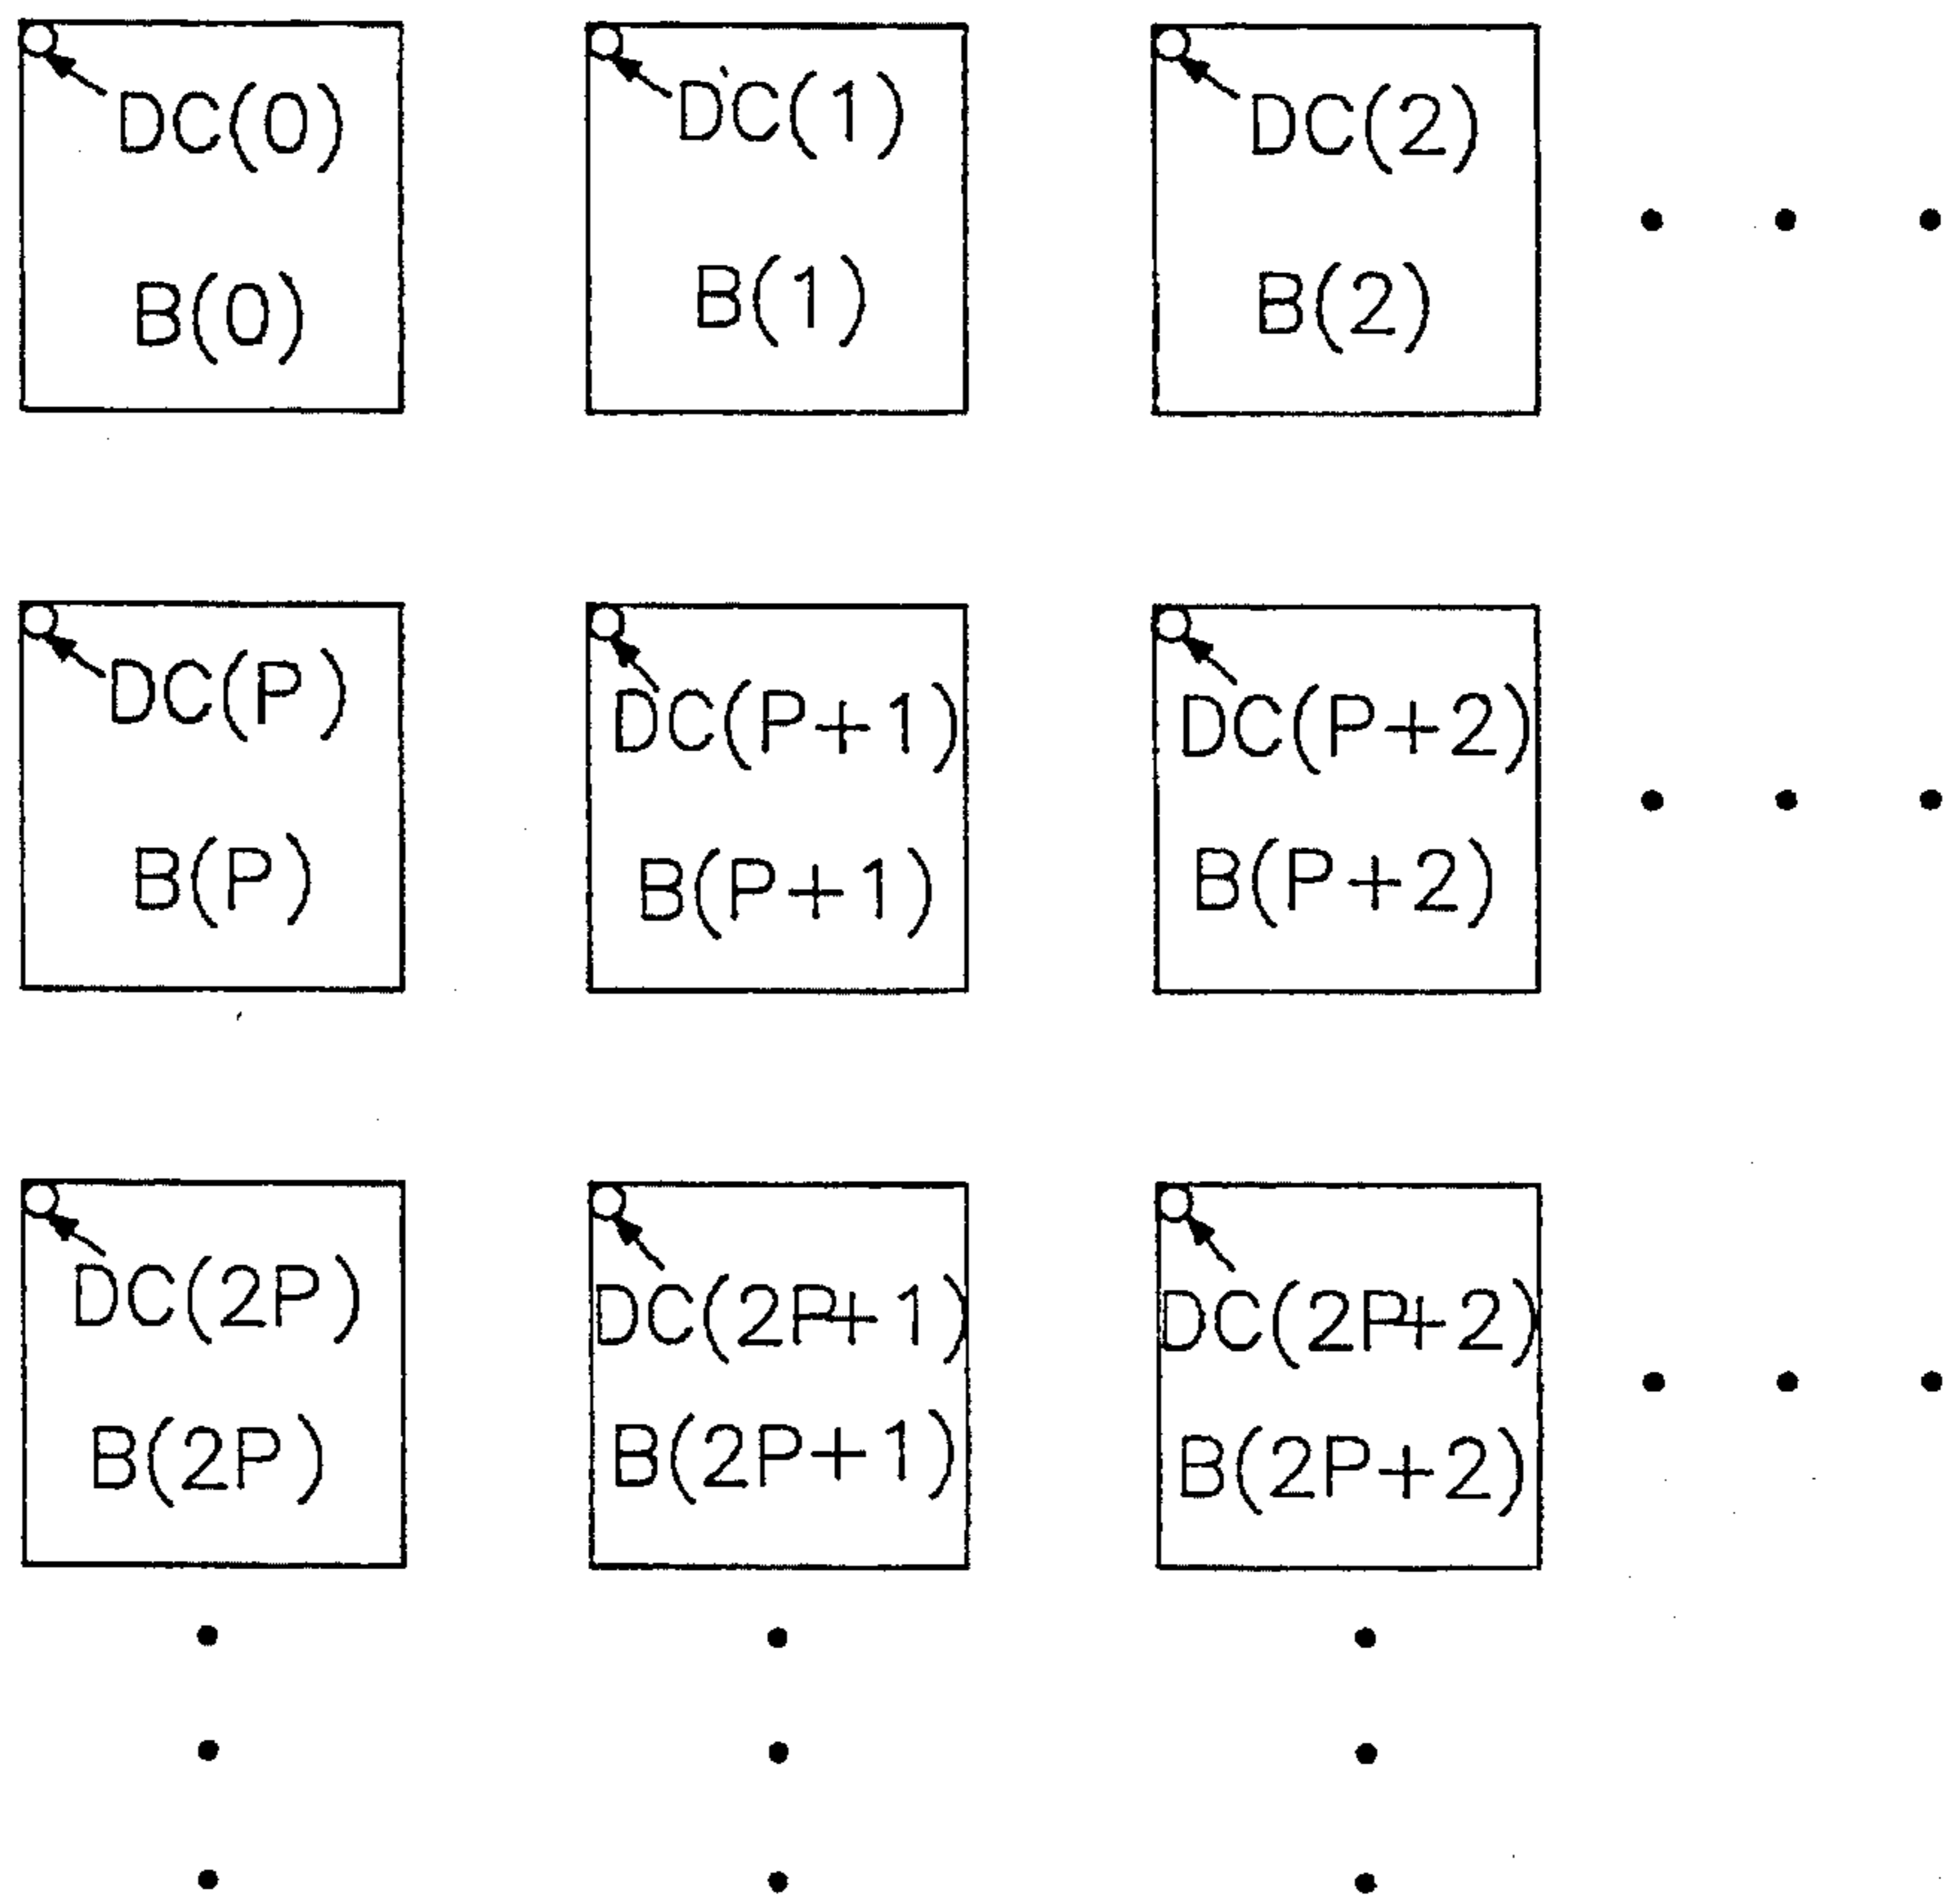 DC(0)
B(0)
DC(1)
B(1)
DC(2)
B(2)
DC(P)
B(P)
DC(P+1)
B(P+1)
DC(P+2)
B(P+2)
DC(2P)
B(2P)
DC(2P+1)
B(2P+1)
DC(2P+2)
B(2P+2)